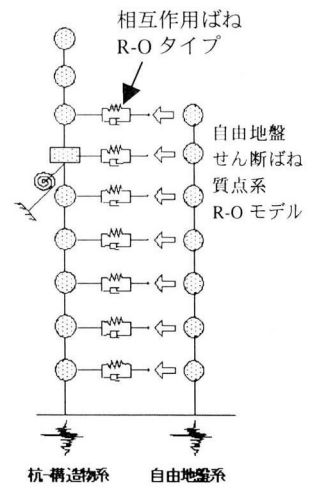 相互作用ばね
R-O タイプ
自由地盤
せん断ばね
質点系
R-O モデル
杭-構造物系
自由地盤系